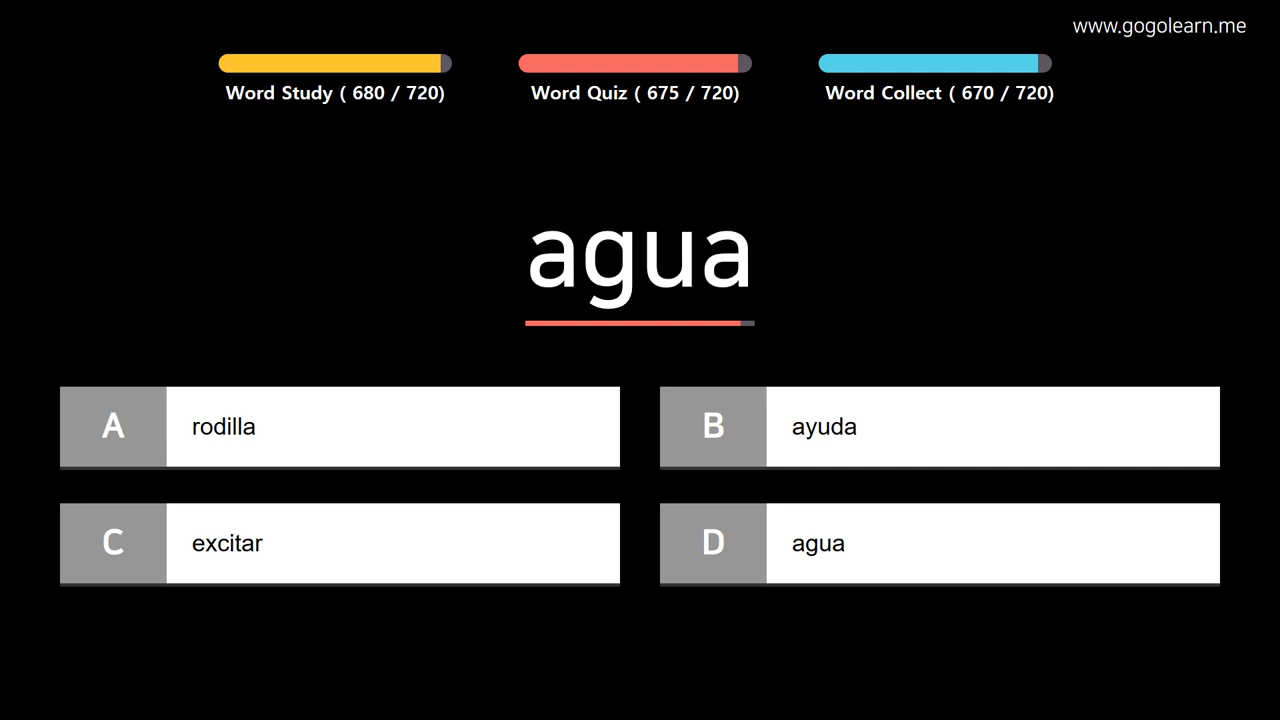 www.gogolearn.me
Word Study ( 680 / 720)
Word Quiz ( 675 / 720)
Word Collect ( 670 / 720)
agua
A rodilla
B ayuda
C excitar
D agua